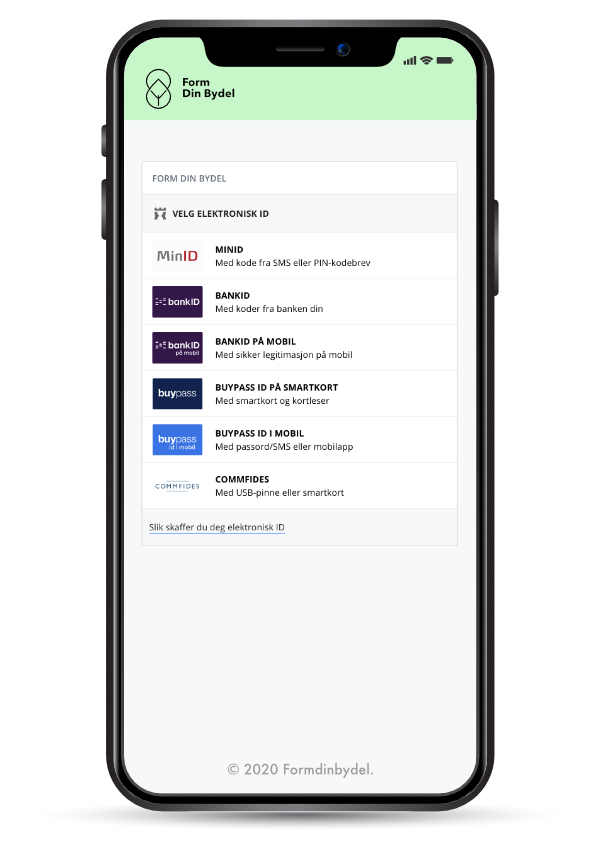 Form
Din Bydel
FORM DIN BYDEL
VELG ELEKTRONISK ID
MinID
MINID
Med kode fra SMS eller PIN-kodebrev
bankID
BANKID
Med koder fra banken din
bankID
på mobil
BANKID PÅ MOBIL
Med sikker legitimasjon på mobil
buypass
BUYPASS ID PÅ SMARTKORT
Med smartkort og kortleser
buypass
id i mobil
BUYPASS ID I MOBIL
Med passord/SMS eller mobilapp
COMMFIDES
COMMFIDES
Med USB-pinne eller smartkort
Slik skaffer du deg elektronisk ID
© 2020 Formdinbydel.